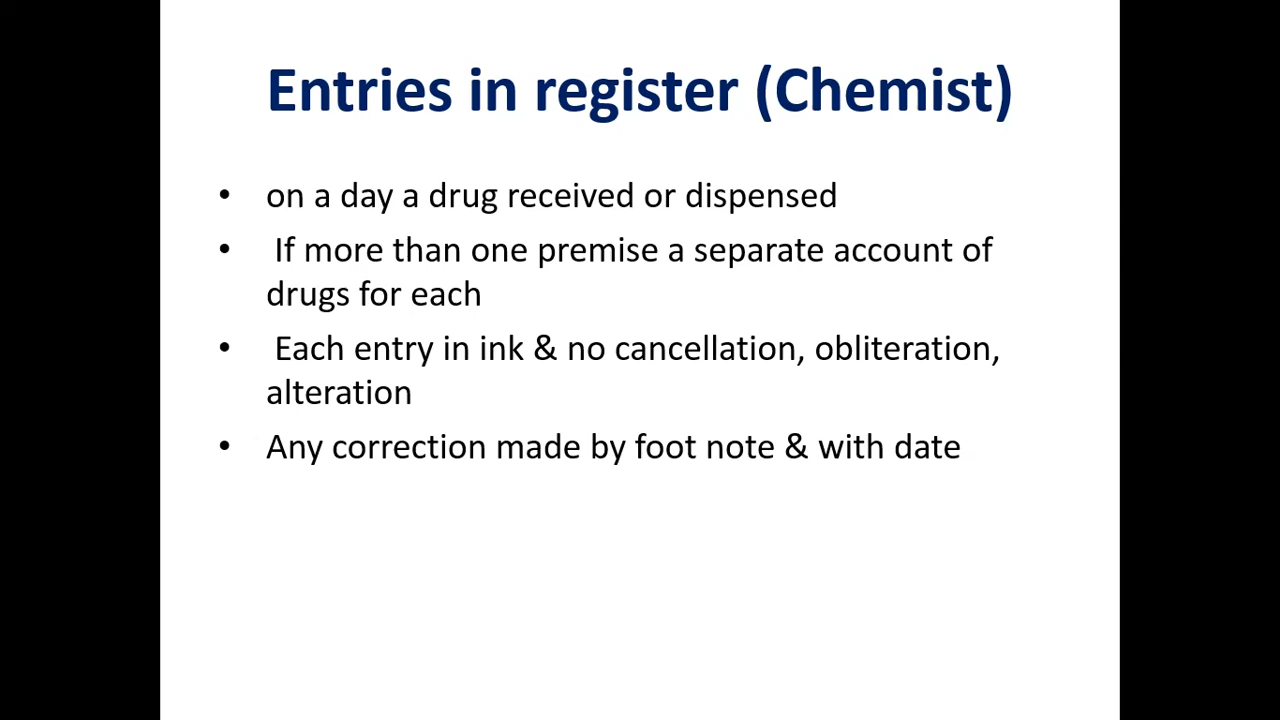 Entries in register (Chemist)
• on a day a drug received or dispensed
• If more than one premise a separate account of
drugs for each
• Each entry in ink & no cancellation, obliteration,
alteration
• Any correction made by foot note & with date